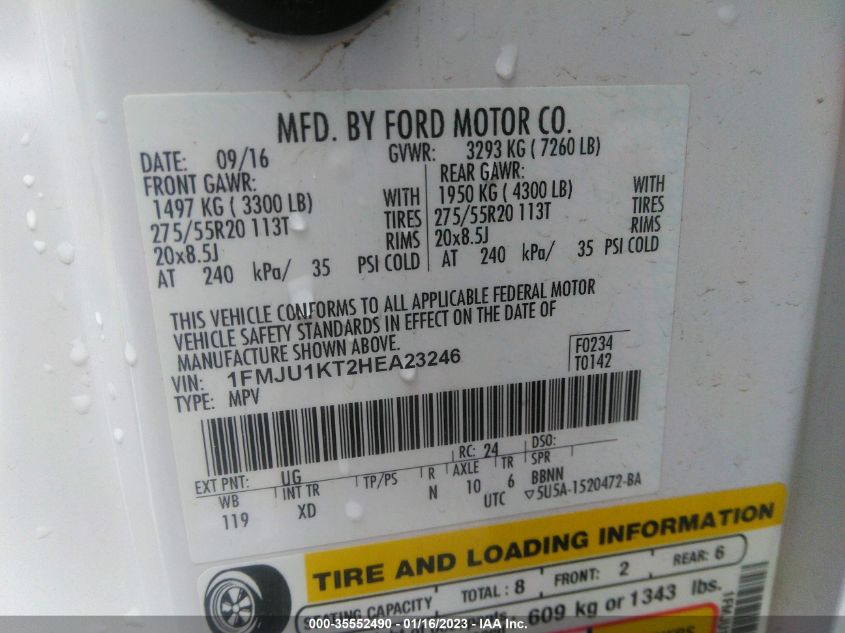 MFD. BY FORD MOTOR CO.
DATE: 09/16 GVWR: 3293 KG ( 7260 LB)
FRONT GAWR: REAR GAWR:
1497 KG ( 3300 LB) WITH 1950 KG ( 4300 LB) WITH
275/55R20 113T TIRES 275/55R20 113T TIRES
20x8.5J RIMS 20x8.5J RIMS
AT 240 kPa/ 35 PSI COLD AT 240 kPa/ 35 PSI COLD
THIS VEHICLE CONFORMS TO ALL APPLICABLE FEDERAL MOTOR
VEHICLE SAFETY STANDARDS IN EFFECT ON THE DATE OF
MANUFACTURE SHOWN ABOVE.
F0234
T0142
VIN: 1FMJU1KT2HEA23246
TYPE: MPV
EXT PNT: UG RC: 24 DSO:
WB INT TR TP/PS R AXLE TR SPR
119 XD N 10 6 BBNN
UTC ▽5U5A-1520472-BA
TIRE AND LOADING INFORMATION
SEATING CAPACITY TOTAL : 8 FRONT: 2 REAR: 6
609 kg or 1343 lbs.
000-35552490 - 01/16/2023 - IAA Inc.